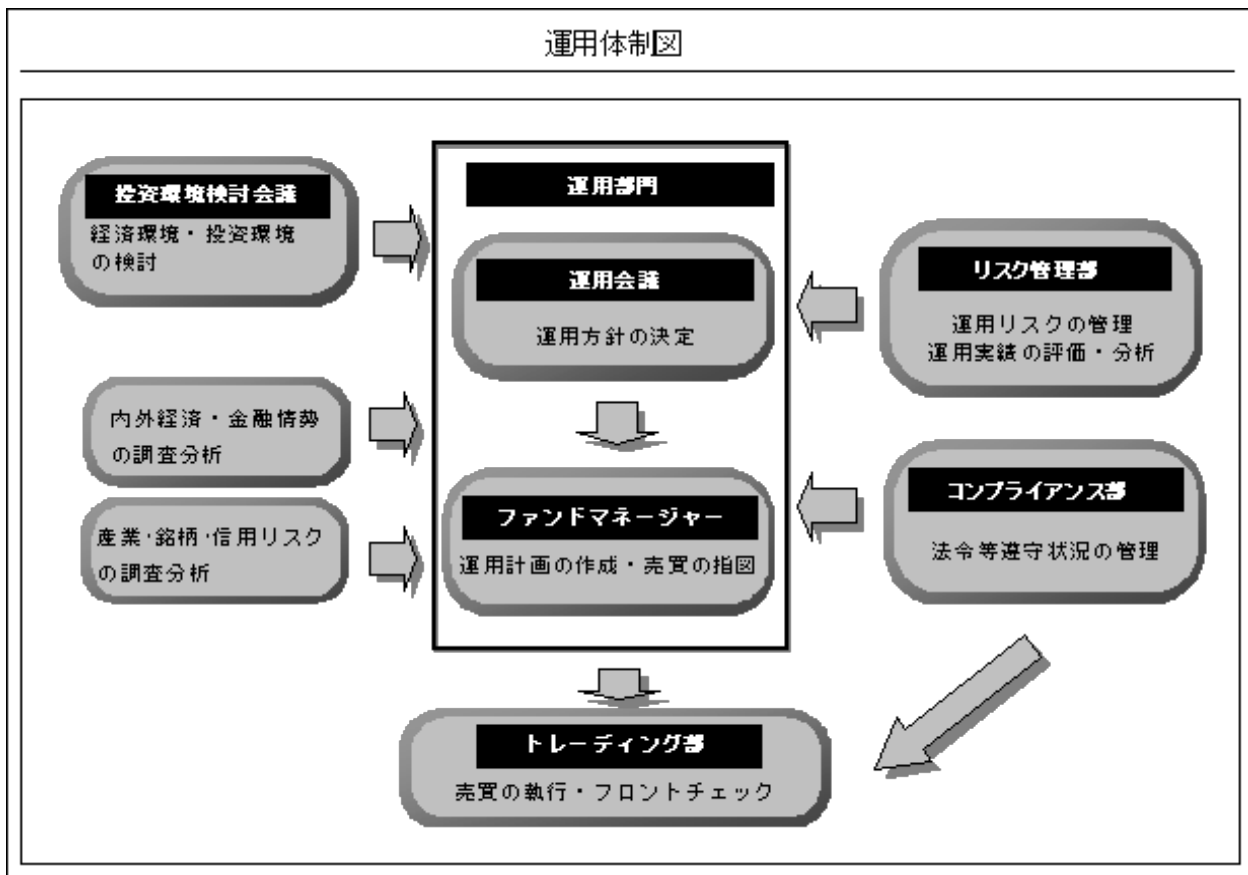 運用体制図
投資環境検討会議
経済環境・投資環境
の検討
運用部門
運用会議
運用方針の決定
リスク管理部
運用リスクの管理
運用実績の評価・分析
内外経済・金融情勢
の調査分析
産業・銘柄・信用リスク
の調査分析
ファンドマネージャー
運用計画の作成・売買の指図
コンプライアンス部
法令等遵守状況の管理
トレーディング部
売買の執行・フロントチェック